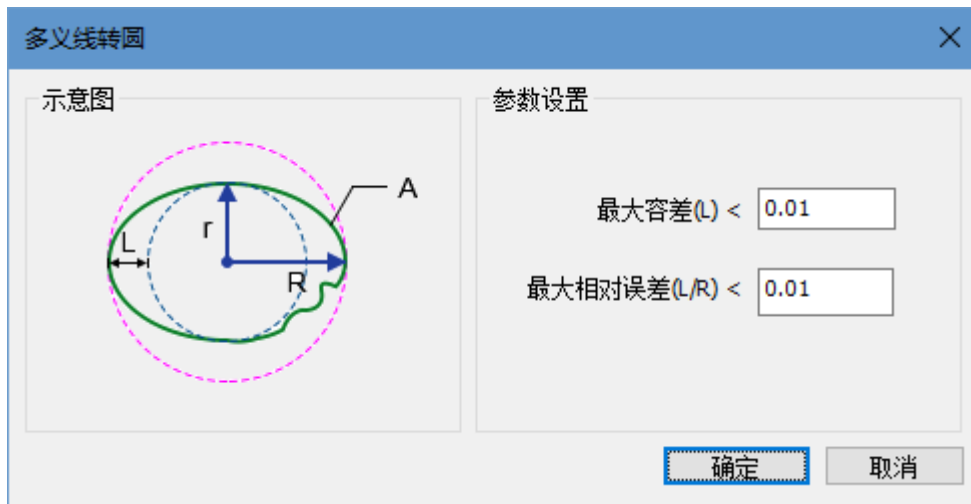 多义线转圆
示意图
A
r
L
R
参数设置
最大容差(L) < 0.01
最大相对误差(L/R) < 0.01
确定 取消